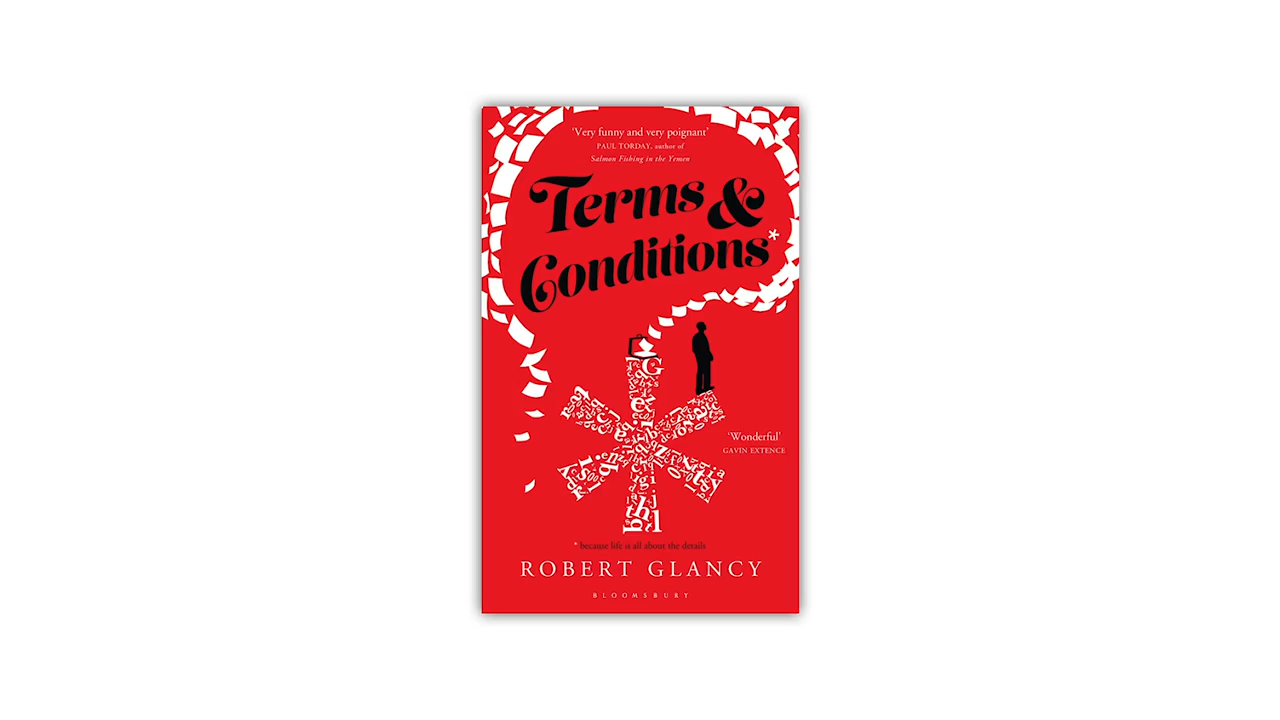 'Very funny and very poignant'
PAUL TORDAY, author of
Salmon Fishing in the Yemen
Terms &
Conditions*
'Wonderful'
GAVIN EXTENCE
* because life is all about the details
ROBERT GLANCY
BLOOMSBURY